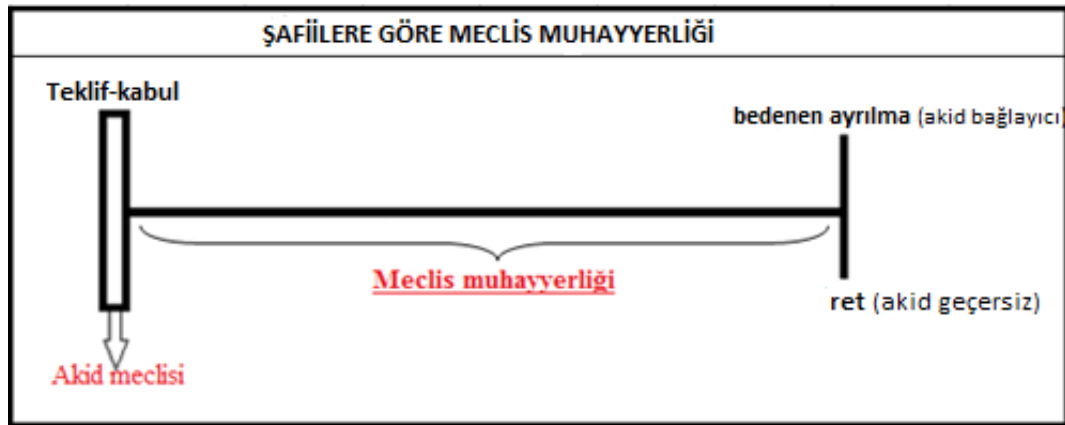 ŞAFİİLERE GÖRE MECLİS MUHAYYERLİĞİ
Teklif-kabul
bedenen ayrılma (akid bağlayıcı)
Meclis muhayyerliği
ret (akid geçersiz)
Akid meclisi